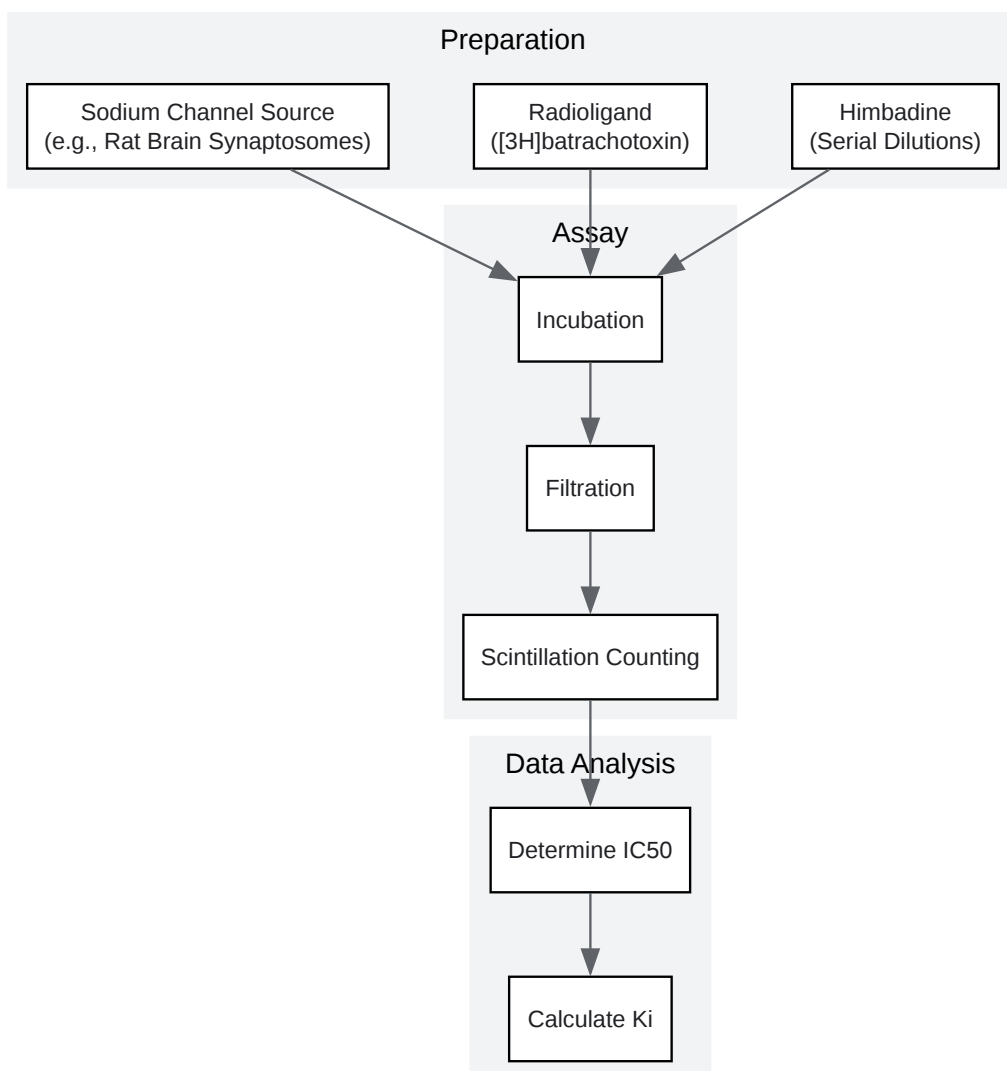 Preparation
Sodium Channel Source
(e.g., Rat Brain Synaptosomes)
Radioligand
([3H]batrachotoxin)
Himbadine
(Serial Dilutions)
Assay
Incubation
Filtration
Scintillation Counting
Data Analysis
Determine IC50
Calculate Ki